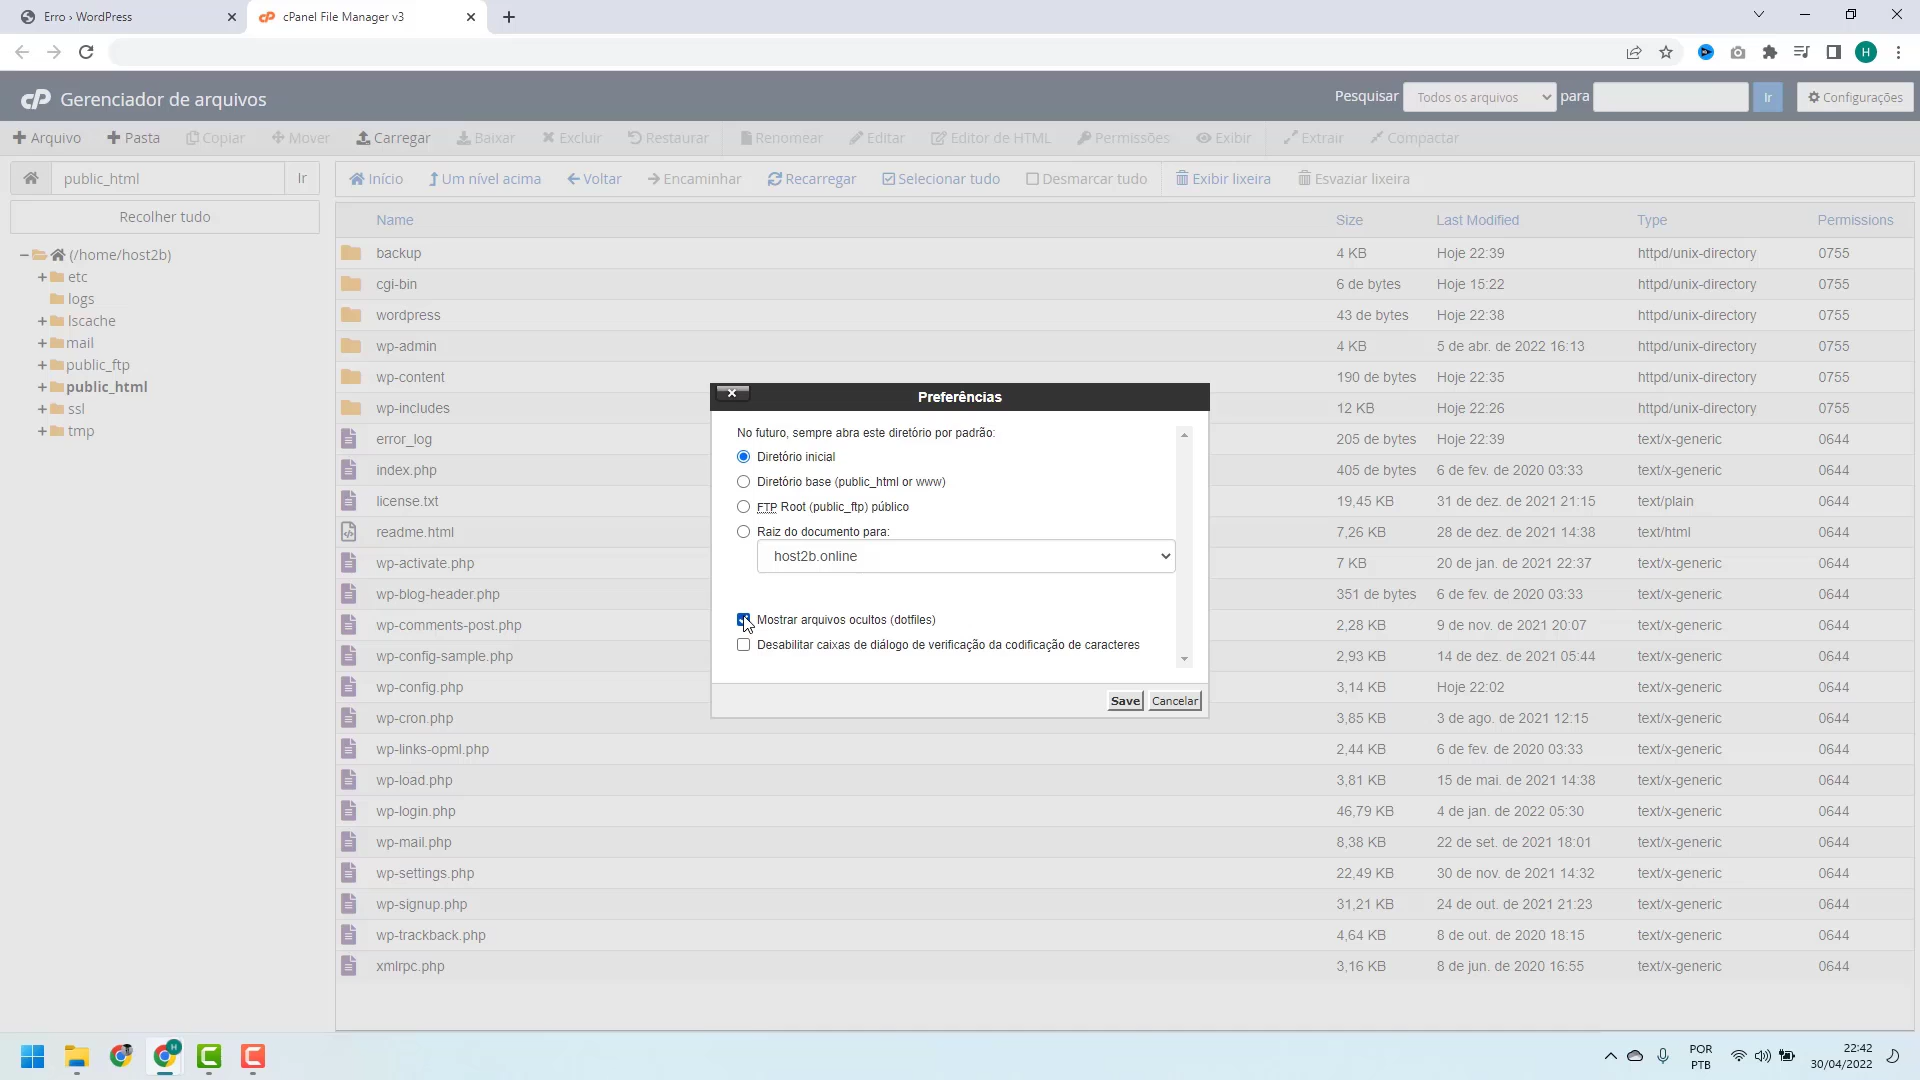 Erro › WordPress
cPanel File Manager v3
H
cP Gerenciador de arquivos
Pesquisar Todos os arquivos para Ir Configurações
Arquivo Pasta Copiar Mover Carregar Baixar Excluir Restaurar Renomear Editar Editor de HTML Permissões Exibir Extrair Compactar
public_html Ir
Início Um nível acima Voltar Encaminhar Recarregar Selecionar tudo Desmarcar tudo Exibir lixeira Esvaziar lixeira
Recolher tudo
(/home/host2b)
etc
logs
lscache
mail
public_ftp
public_html
ssl
tmp
Name Size Last Modified Type Permissions
backup 4 KB Hoje 22:39 httpd/unix-directory 0755
cgi-bin 6 de bytes Hoje 15:22 httpd/unix-directory 0755
wordpress 43 de bytes Hoje 22:38 httpd/unix-directory 0755
wp-admin 4 KB 5 de abr. de 2022 16:13 httpd/unix-directory 0755
wp-content 190 de bytes Hoje 22:35 httpd/unix-directory 0755
wp-includes 12 KB Hoje 22:26 httpd/unix-directory 0755
error_log 205 de bytes Hoje 22:39 text/x-generic 0644
index.php 405 de bytes 6 de fev. de 2020 03:33 text/x-generic 0644
license.txt 19,45 KB 31 de dez. de 2021 21:15 text/plain 0644
readme.html 7,26 KB 28 de dez. de 2021 14:38 text/html 0644
wp-activate.php 7 KB 20 de jan. de 2021 22:37 text/x-generic 0644
wp-blog-header.php 351 de bytes 6 de fev. de 2020 03:33 text/x-generic 0644
wp-comments-post.php 2,28 KB 9 de nov. de 2021 20:07 text/x-generic 0644
wp-config-sample.php 2,93 KB 14 de dez. de 2021 05:44 text/x-generic 0644
wp-config.php 3,14 KB Hoje 22:02 text/x-generic 0644
wp-cron.php 3,85 KB 3 de ago. de 2021 12:15 text/x-generic 0644
wp-links-opml.php 2,44 KB 6 de fev. de 2020 03:33 text/x-generic 0644
wp-load.php 3,81 KB 15 de mai. de 2021 14:38 text/x-generic 0644
wp-login.php 46,79 KB 4 de jan. de 2022 05:30 text/x-generic 0644
wp-mail.php 8,38 KB 22 de set. de 2021 18:01 text/x-generic 0644
wp-settings.php 22,49 KB 30 de nov. de 2021 14:32 text/x-generic 0644
wp-signup.php 31,21 KB 24 de out. de 2021 21:23 text/x-generic 0644
wp-trackback.php 4,64 KB 8 de out. de 2020 18:15 text/x-generic 0644
xmlrpc.php 3,16 KB 8 de jun. de 2020 16:55 text/x-generic 0644
Preferências
No futuro, sempre abra este diretório por padrão:
Diretório inicial
Diretório base (public_html or www)
FTP Root (public_ftp) público
Raiz do documento para:
host2b.online
Mostrar arquivos ocultos (dotfiles)
Desabilitar caixas de diálogo de verificação da codificação de caracteres
Save Cancelar
H
POR
PTB
22:42
30/04/2022